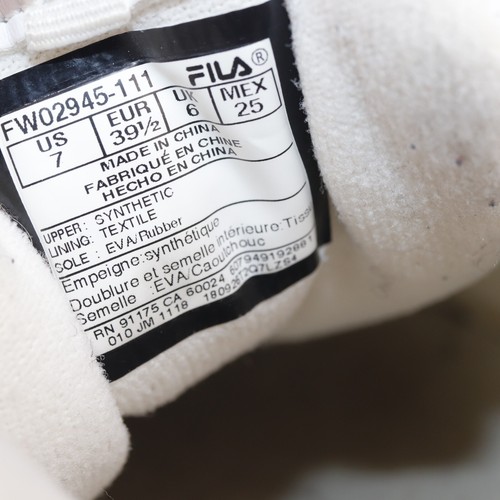 FW02945-111 FILA®
US EUR UK MEX
7 39½ 6 25
MADE IN CHINA
FABRIQUÉ EN CHINE
HECHO EN CHINA
UPPER: SYNTHETIC
LINING: TEXTILE
SOLE : EVA/Rubber
Empeigne:synthétique
Doublure et semelle intérieure:Tissu
Semelle :EVA/Caoutchouc
RN 91175 CA 60024
010 JM 1118